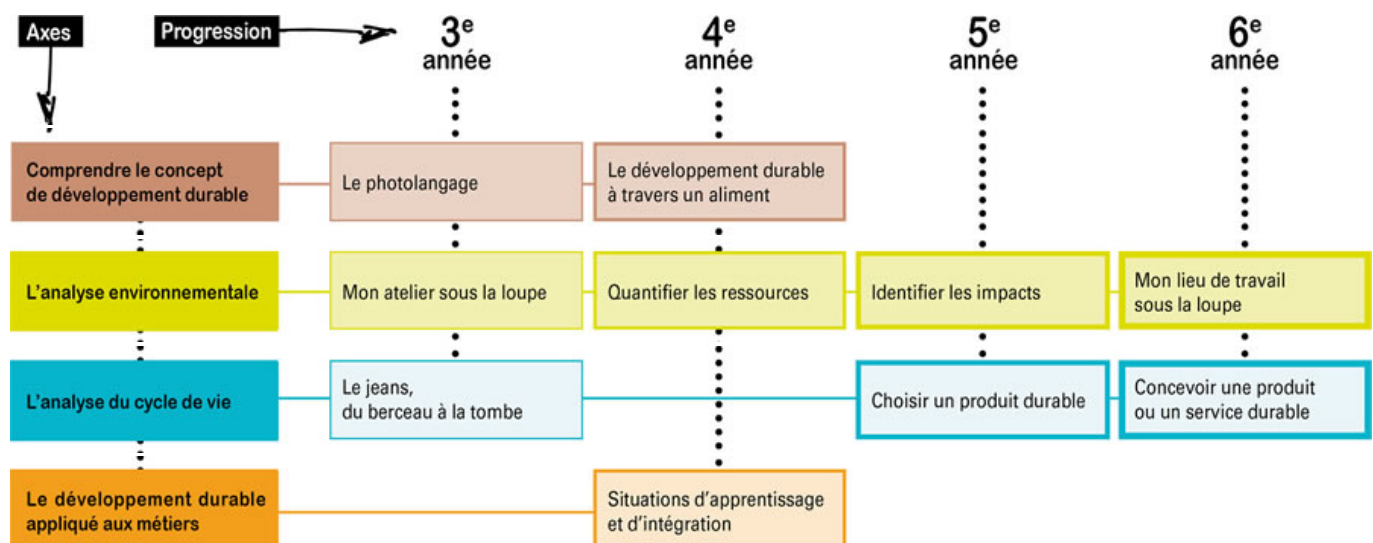 Axes
Progression
3e
année
4e
année
5e
année
6e
année
Comprendre le concept
de développement durable
Le photolangage
Le développement durable
à travers un aliment
L'analyse environnementale
Mon atelier sous la loupe
Quantifier les ressources
Identifier les impacts
Mon lieu de travail
sous la loupe
L'analyse du cycle de vie
Le jeans,
du berceau à la tombe
Choisir un produit durable
Concevoir une produit
ou un service durable
Le développement durable
appliqué aux métiers
Situations d'apprentissage
et d'intégration